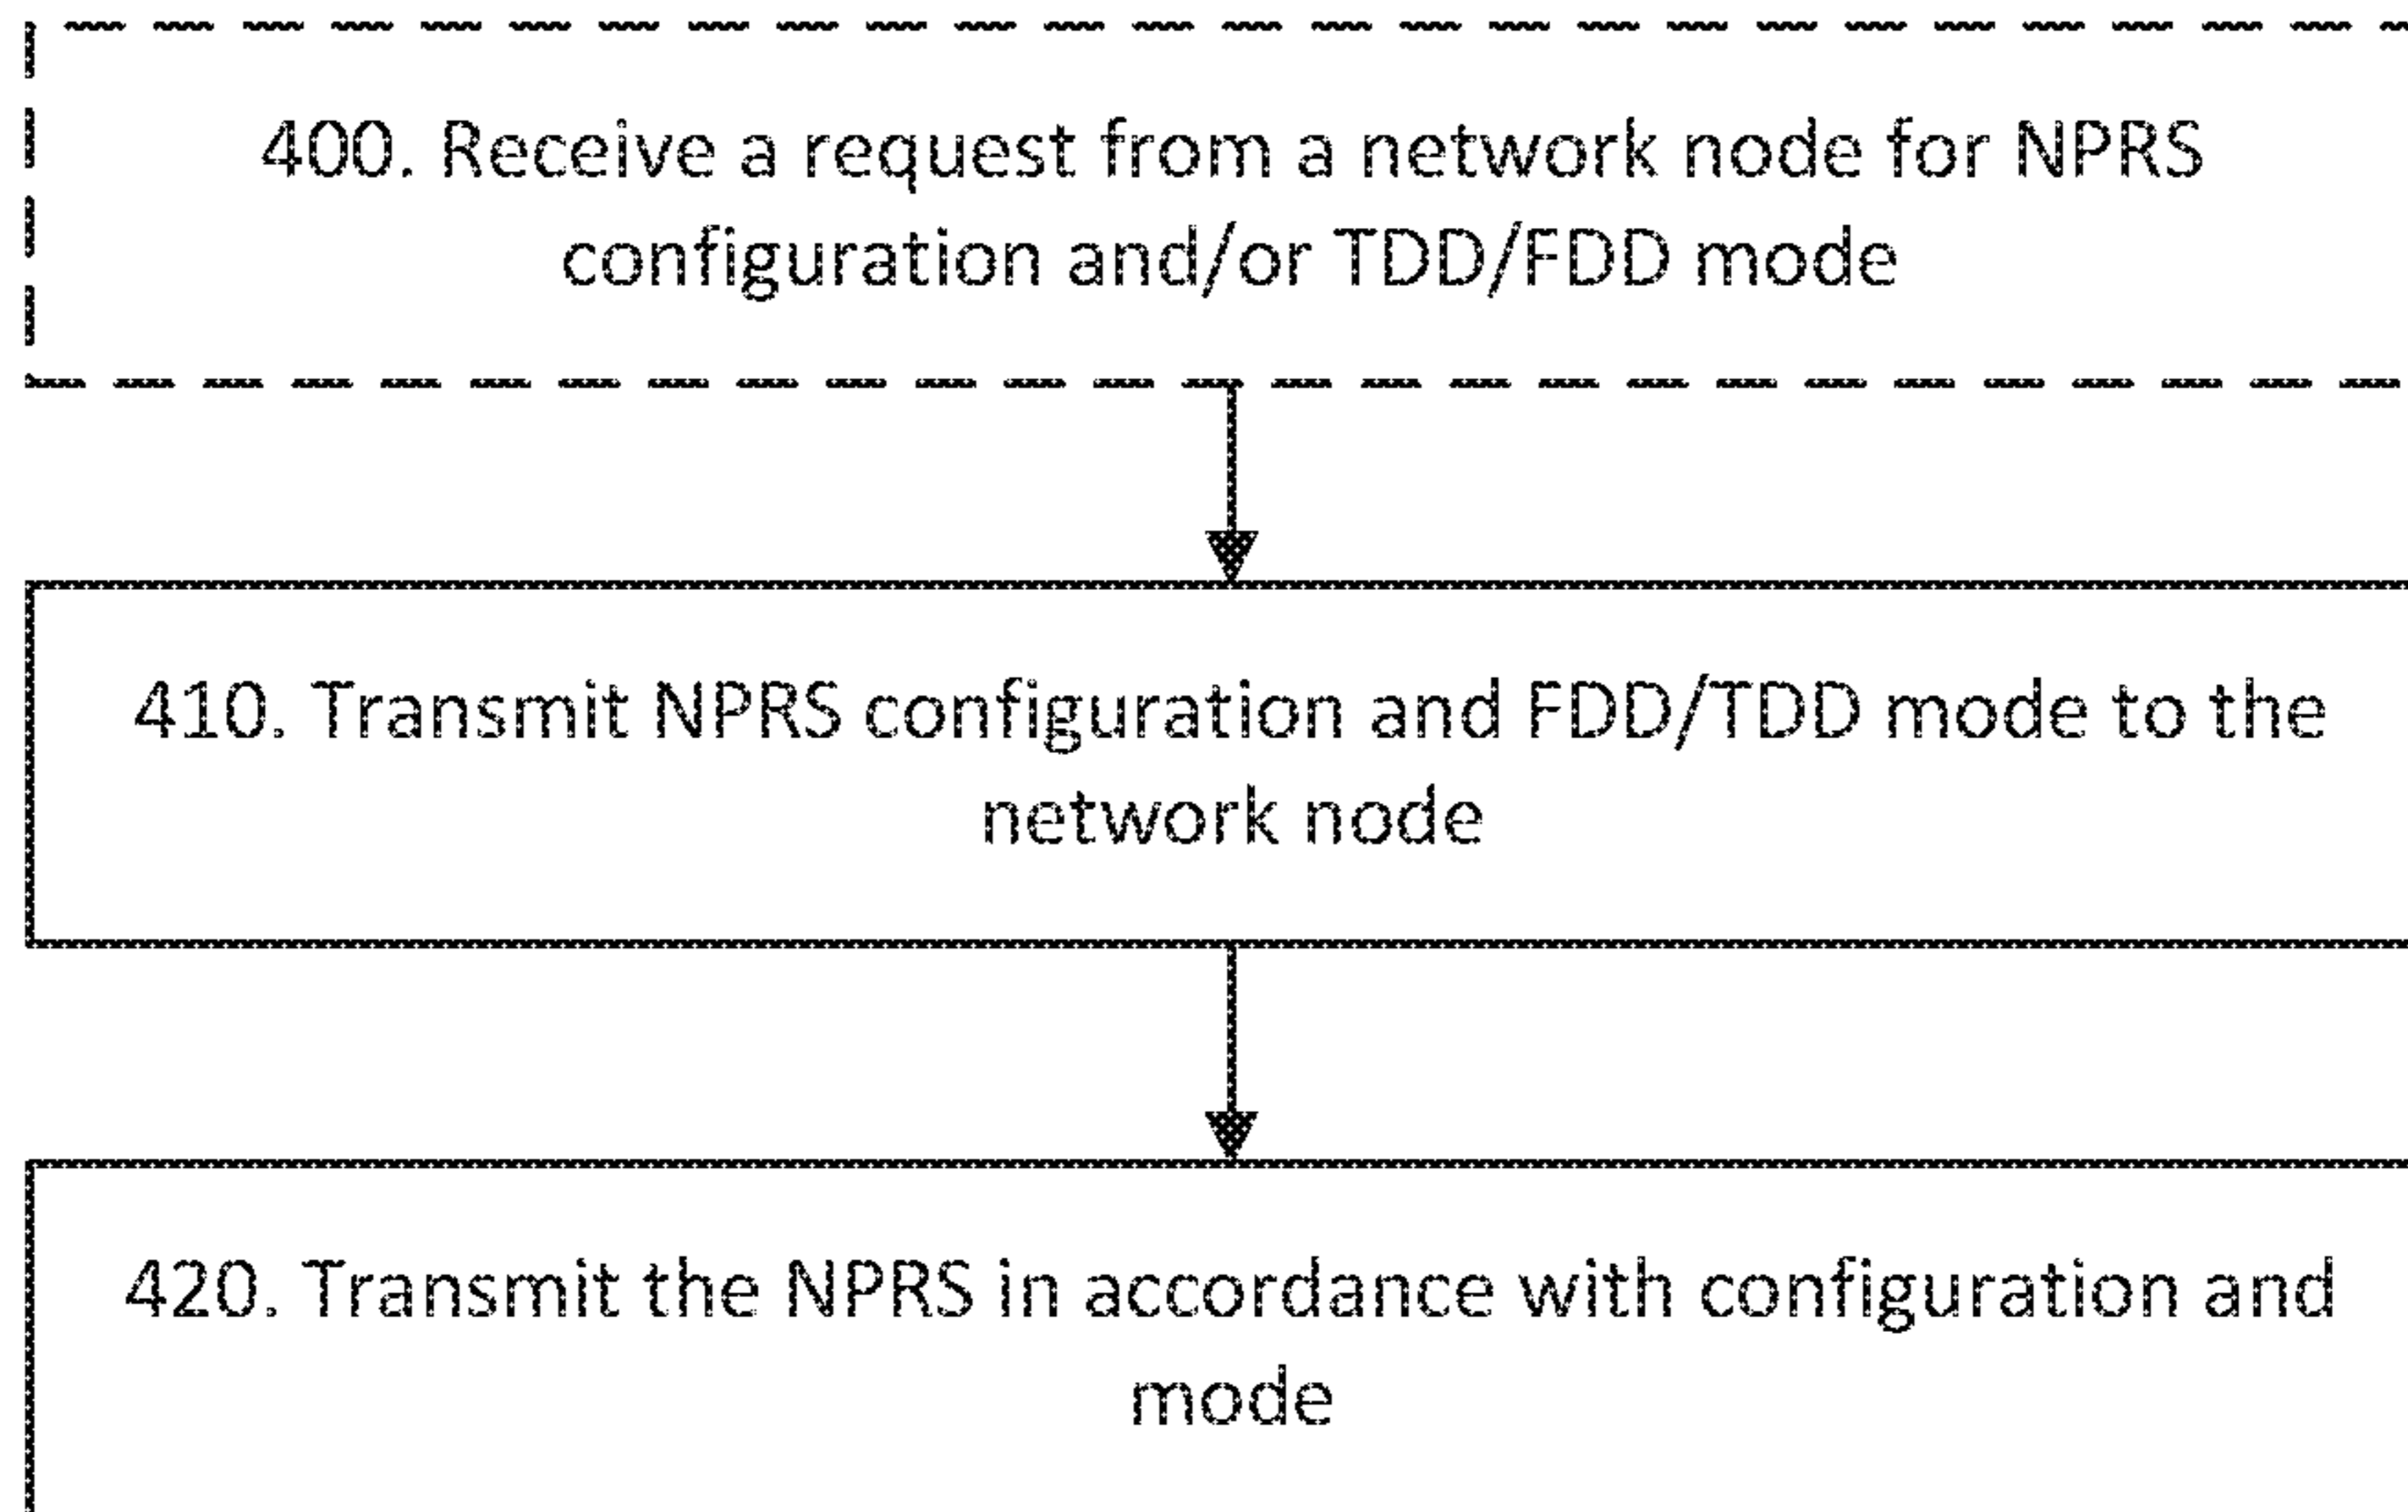 400. Receive a request from a network node for NPRS
configuration and/or TDD/FDD mode
410. Transmit NPRS configuration and FDD/TDD mode to the
network node
420. Transmit the NPRS in accordance with configuration and
mode